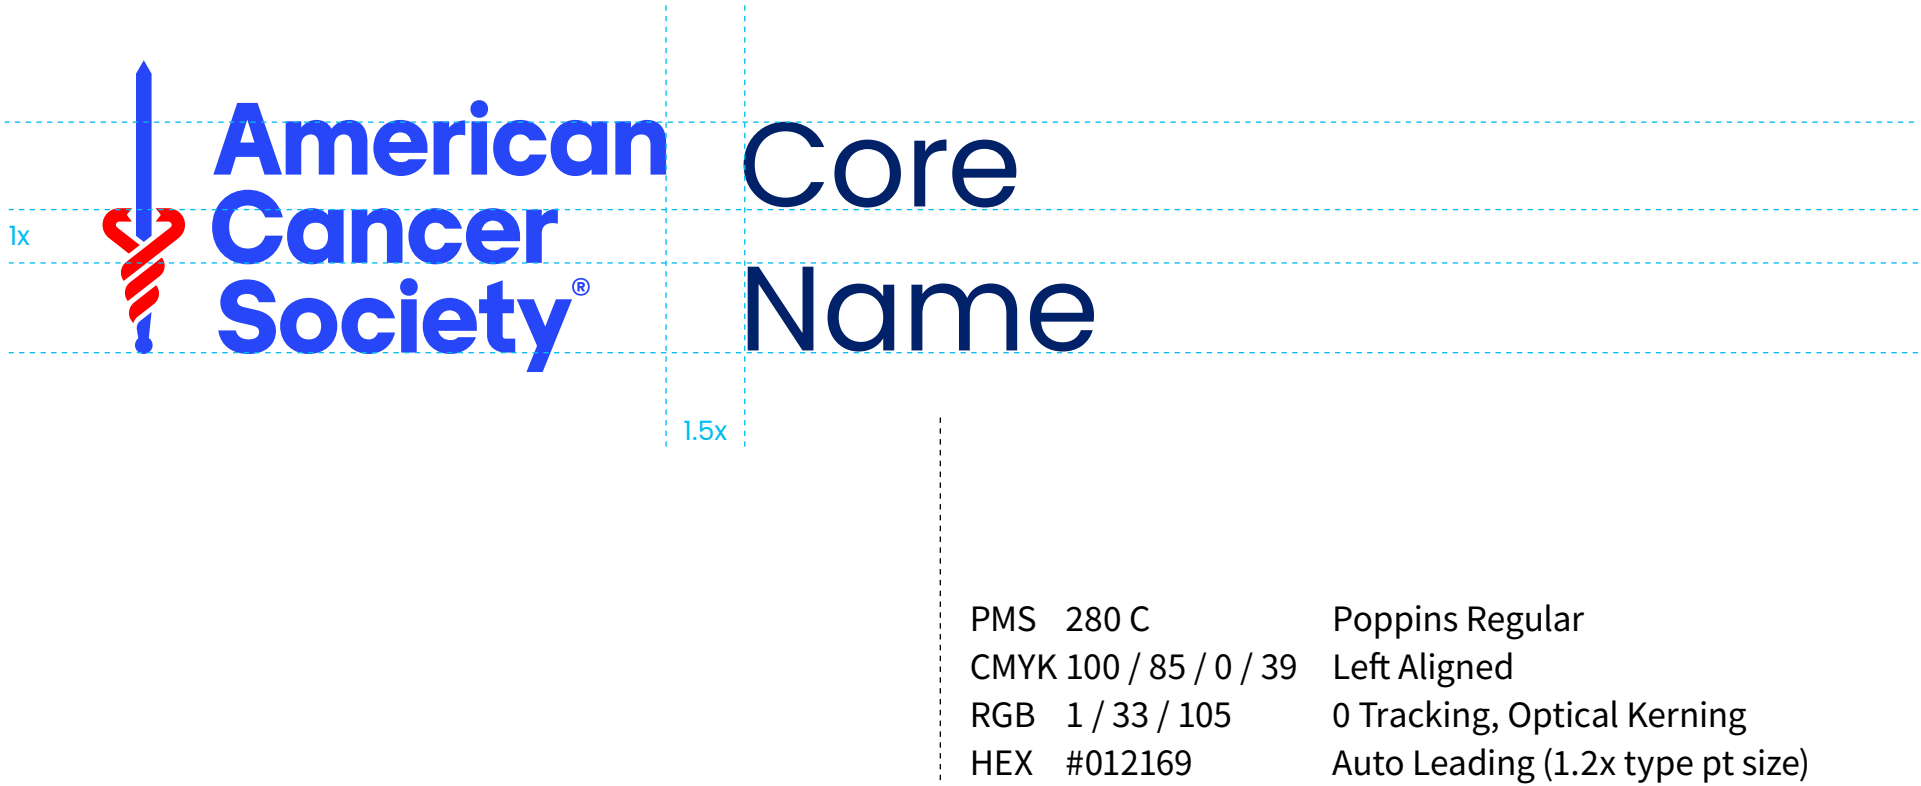 American
Cancer
Society®
Core
Name
1x
1.5x
PMS 280 C
CMYK 100 / 85 / 0 / 39
RGB 1 / 33 / 105
HEX #012169
Poppins Regular
Left Aligned
0 Tracking, Optical Kerning
Auto Leading (1.2x type pt size)